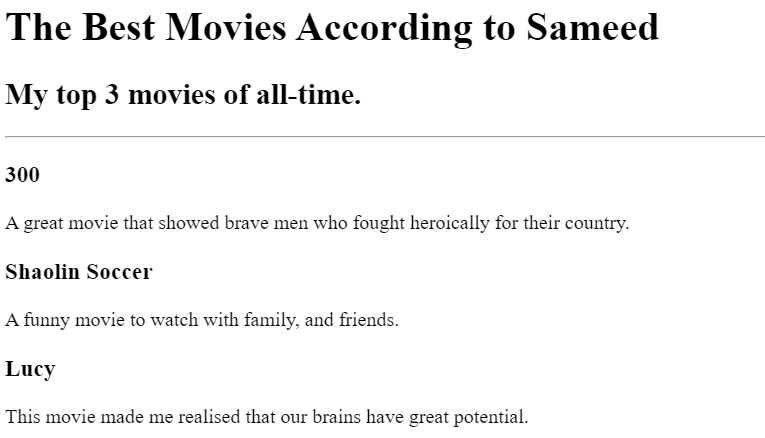 The Best Movies According to Sameed
My top 3 movies of all-time.
300
A great movie that showed brave men who fought heroically for their country.
Shaolin Soccer
A funny movie to watch with family, and friends.
Lucy
This movie made me realised that our brains have great potential.